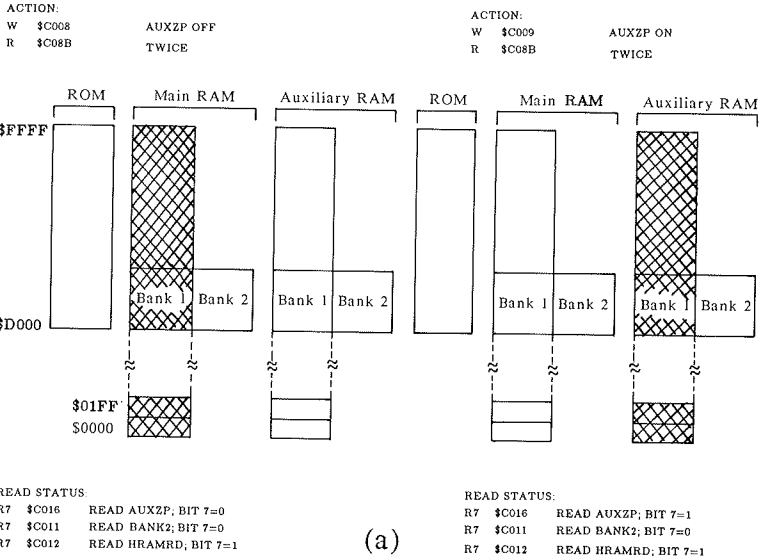 ACTION:
W $C008 AUXZP OFF
R $C08B TWICE
ACTION:
W $C009 AUXZP ON
R $C08B TWICE
ROM Main RAM Auxiliary RAM ROM Main RAM Auxiliary RAM
$FFFF
Bank 1 Bank 2 Bank 1 Bank 2 Bank 1 Bank 2 Bank 1 Bank 2
$D000
$01FF
$0000
READ STATUS:
R7 $C016 READ AUXZP; BIT 7=0
R7 $C011 READ BANK2; BIT 7=0
R7 $C012 READ HRAMRD; BIT 7=1
READ STATUS:
R7 $C016 READ AUXZP; BIT 7=1
R7 $C011 READ BANK2; BIT 7=0
R7 $C012 READ HRAMRD; BIT 7=1
(a)